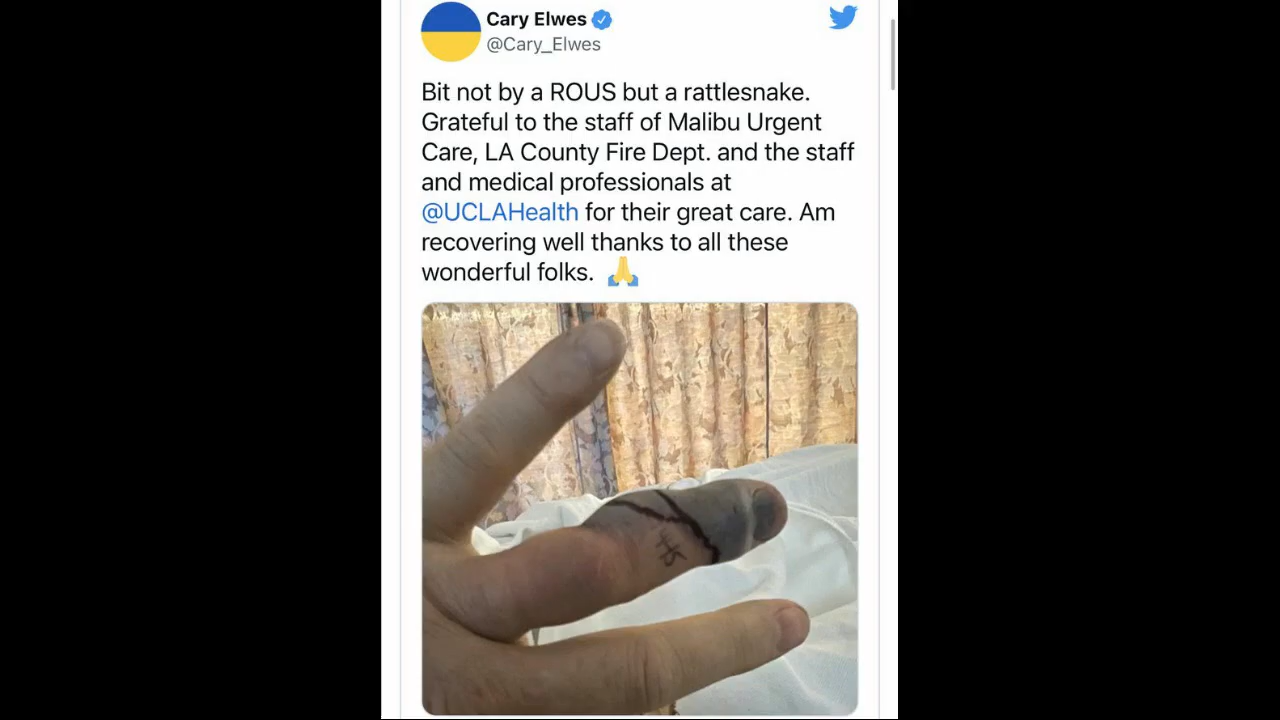 Cary Elwes
@Cary_Elwes
Bit not by a ROUS but a rattlesnake.
Grateful to the staff of Malibu Urgent
Care, LA County Fire Dept. and the staff
and medical professionals at
@UCLAHealth for their great care. Am
recovering well thanks to all these
wonderful folks. 🙏